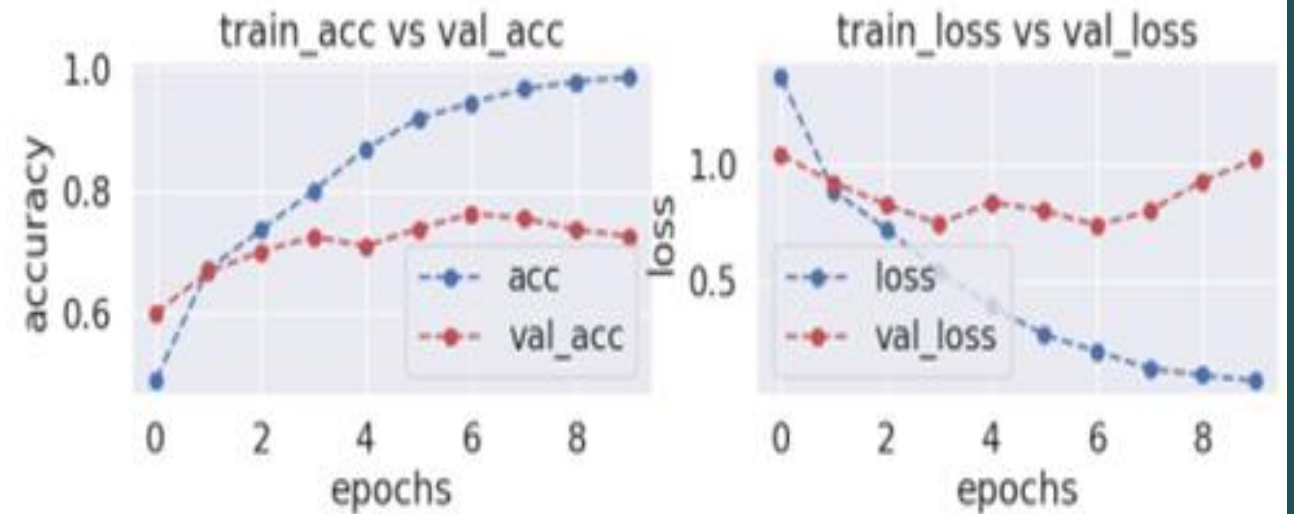 train_acc vs val_acc
accuracy
1.0
0.8
0.6
acc
val_acc
0
2
4
6
8
epochs
train_loss vs val_loss
loss
1.0
0.5
loss
val_loss
0
2
4
6
8
epochs